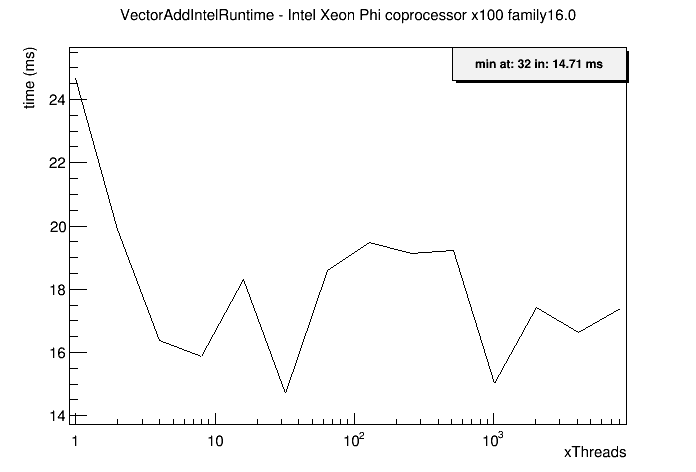 VectorAddIntelRuntime - Intel Xeon Phi coprocessor x100 family16.0
min at: 32 in: 14.71 ms
time (ms)
24
22
20
18
16
14
1 10 10² 10³
xThreads